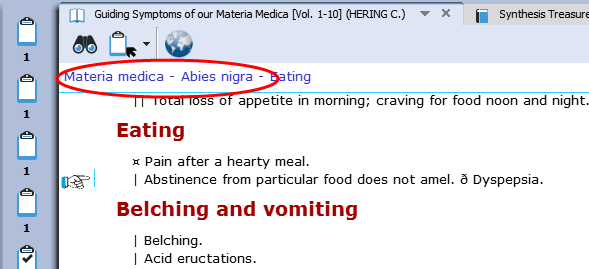 Guiding Symptoms of our Materia Medica [Vol. 1-10] (HERING C.)
Synthesis Treasure
1
1
1
1
Materia medica - Abies nigra - Eating
|| Total loss of appetite in morning; craving for food noon and night.
Eating
¤ Pain after a hearty meal.
| Abstinence from particular food does not amel. ð Dyspepsia.
Belching and vomiting
| Belching.
| Acid eructations.